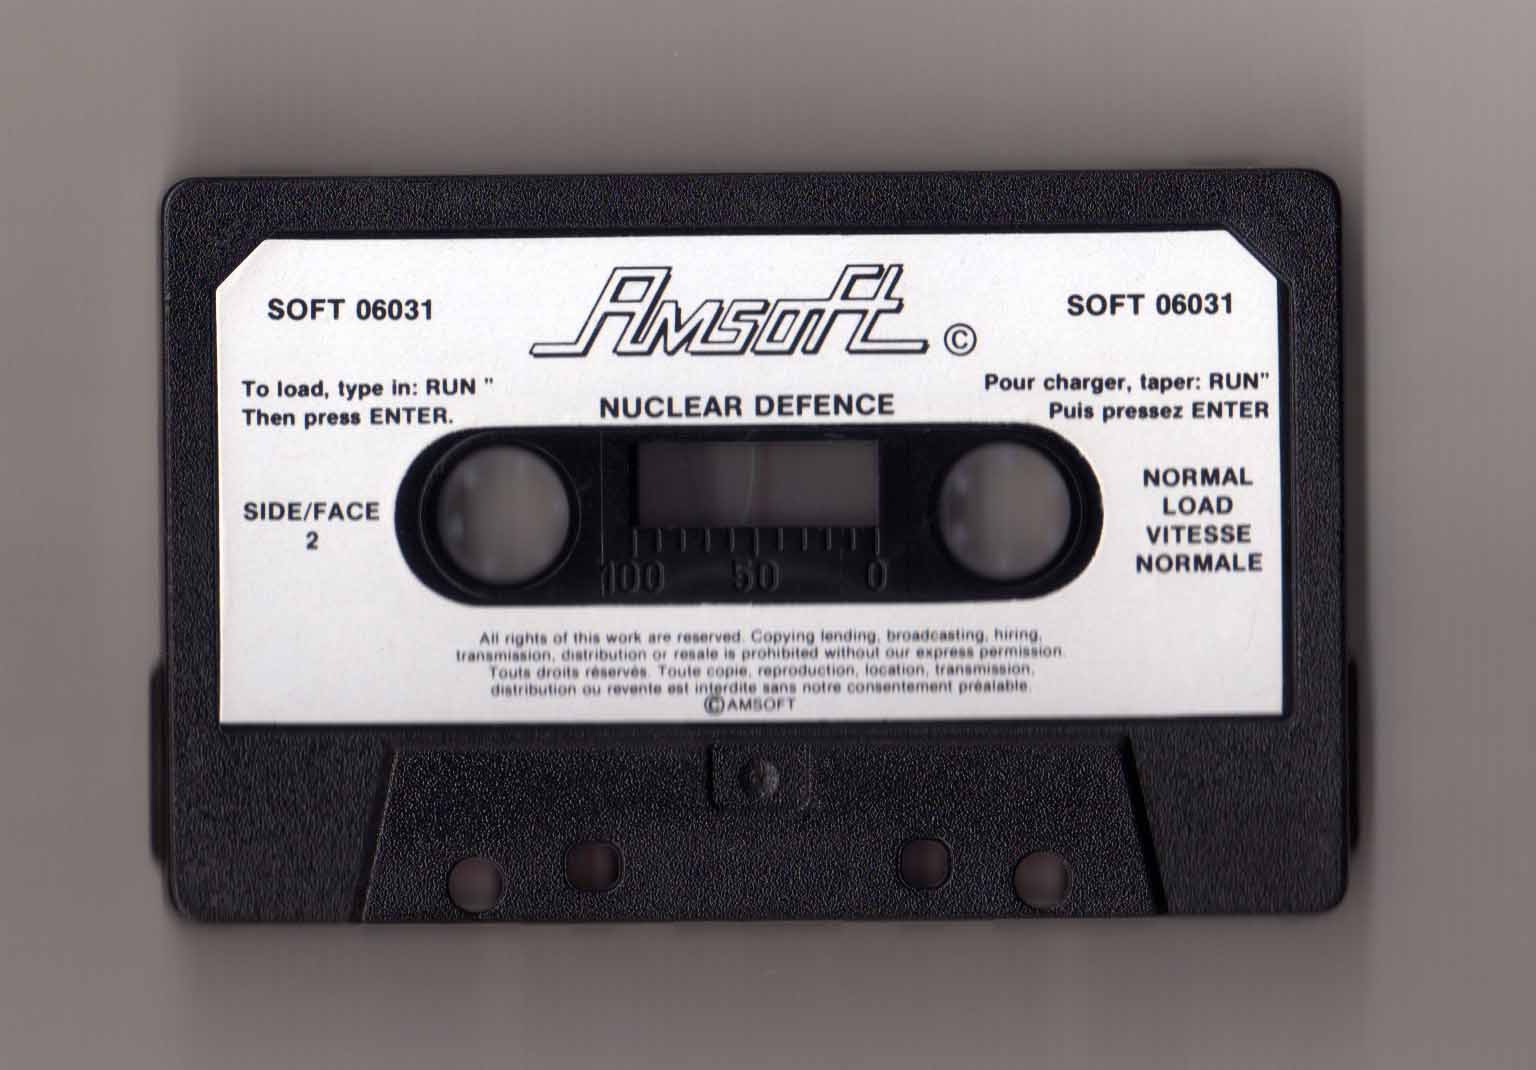 SOFT 06031
Amsoft ©
SOFT 06031
To load, type in: RUN "
Then press ENTER.
NUCLEAR DEFENCE
Pour charger, taper: RUN"
Puis pressez ENTER
SIDE/FACE
2
NORMAL
LOAD
VITESSE
NORMALE
100 50 0
All rights of this work are reserved. Copying lending, broadcasting, hiring,
transmission, distribution or resale is prohibited without our express permission.
Touts droits réservés. Toute copie, reproduction, location, transmission,
distribution ou revente est interdite sans notre consentement préalable.
©AMSOFT